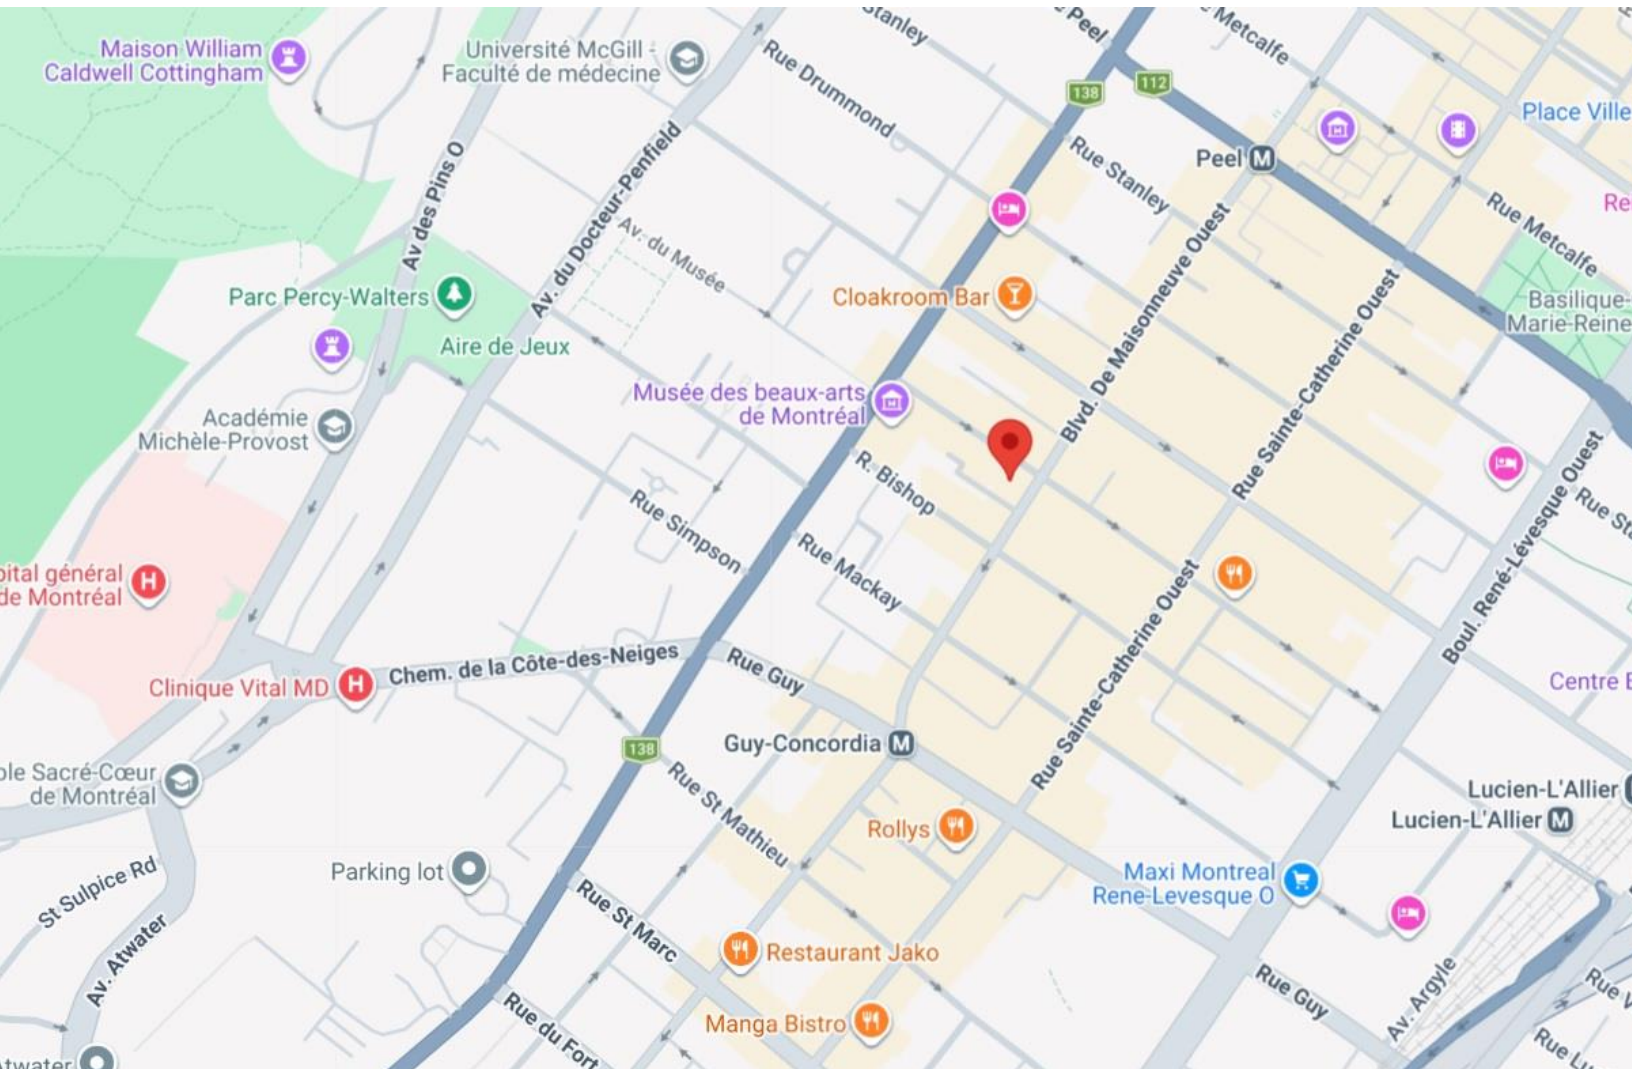 Stanley
Peel
Metcalfe
Maison William
Caldwell Cottingham
Université McGill -
Faculté de médecine
Rue Drummond
138
112
Place Ville
Peel M
Rue Stanley
Av des Pins O
Av. du Docteur-Penfield
Rue Metcalfe
Av. du Musée
Blvd. De Maisonneuve Ouest
Parc Percy-Walters
Cloakroom Bar
Rue Sainte-Catherine Ouest
Basilique-
Marie-Reine
Aire de Jeux
Musée des beaux-arts
de Montréal
Académie
Michèle-Provost
R. Bishop
Rue Simpson
Boul. René-Lévesque Ouest
Rue Mackay
H
pital général
de Montréal
Rue Sainte-Catherine Ouest
Chem. de la Côte-des-Neiges
Rue Guy
Clinique Vital MD H
Centre
Guy-Concordia M
138
Rue St Mathieu
ole Sacré-Cœur
de Montréal
Lucien-L'Allier
Lucien-L'Allier M
Rollys
Parking lot
Maxi Montreal
Rene-Levesque O
St Sulpice Rd
Av. Atwater
Rue St Marc
Restaurant Jako
Rue Guy
Av. Argyle
Manga Bistro
Rue du Fort
Atwater